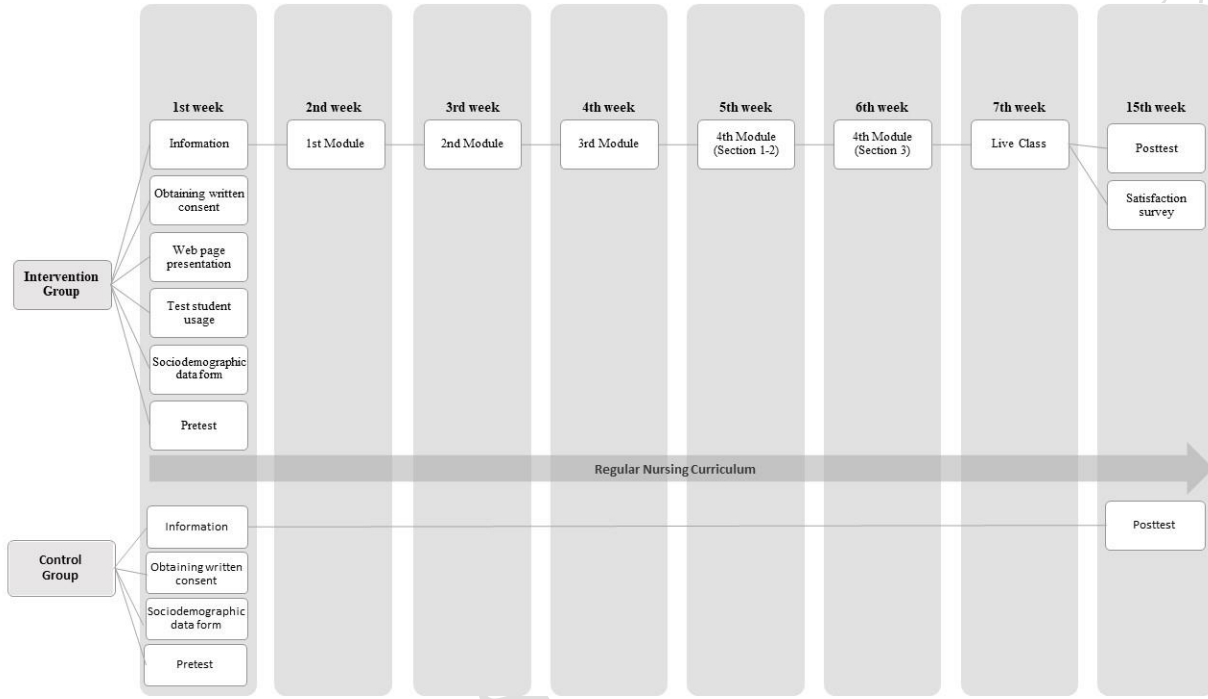 1st week
2nd week
3rd week
4th week
5th week
6th week
7th week
15th week
Information
1st Module
2nd Module
3rd Module
4th Module
(Section 1-2)
4th Module
(Section 3)
Live Class
Posttest
Obtaining written
consent
Satisfaction
survey
Web page
presentation
Intervention
Group
Test student
usage
Sociodemographic
data form
Pretest
Regular Nursing Curriculum
Information
Posttest
Control
Group
Obtaining written
consent
Sociodemographic
data form
Pretest